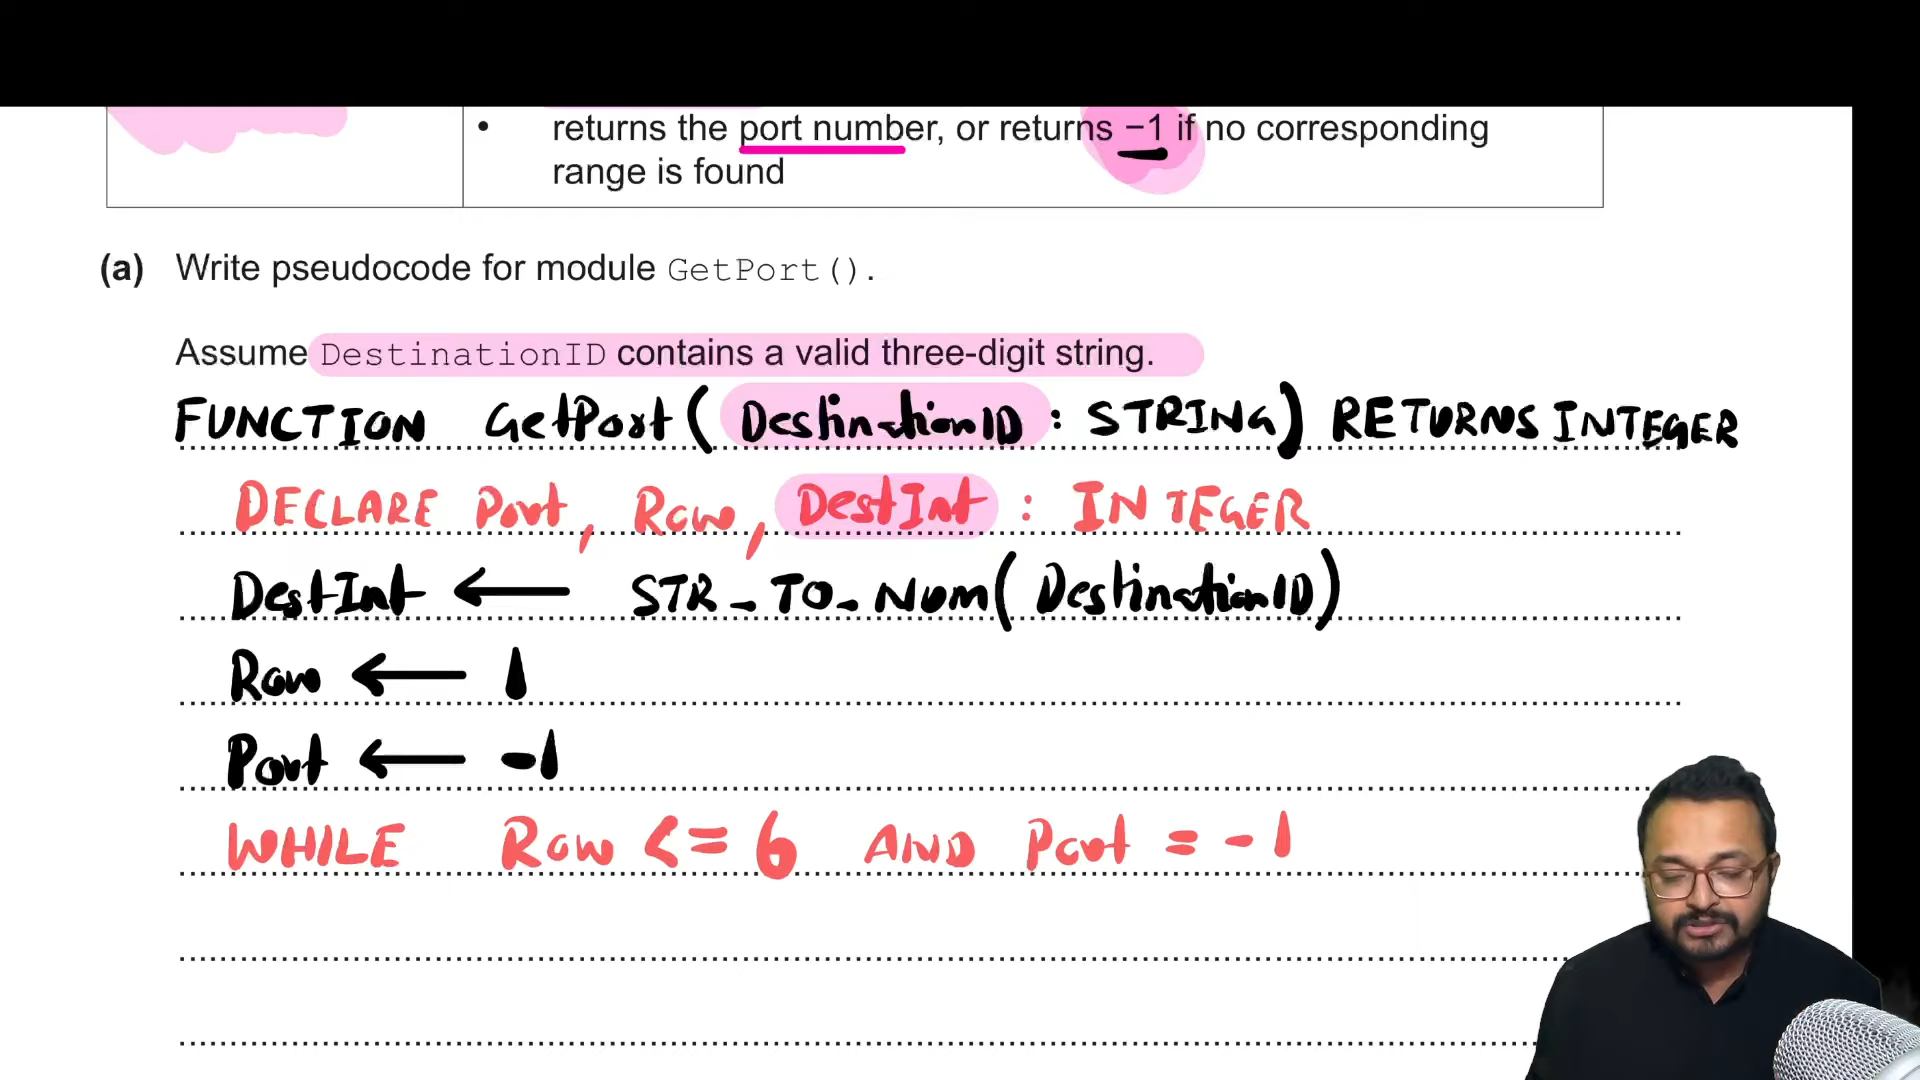 • returns the port number, or returns −1 if no corresponding
range is found
(a) Write pseudocode for module GetPort().
Assume DestinationID contains a valid three-digit string.
FUNCTION GetPort(DestinationID : STRING) RETURNS INTEGER
DECLARE Port, Row, DestInt : INTEGER
DestInt ← STR_TO_NUM(DestinationID)
Row ← 1
Port ← -1
WHILE Row <= 6 AND Port = -1